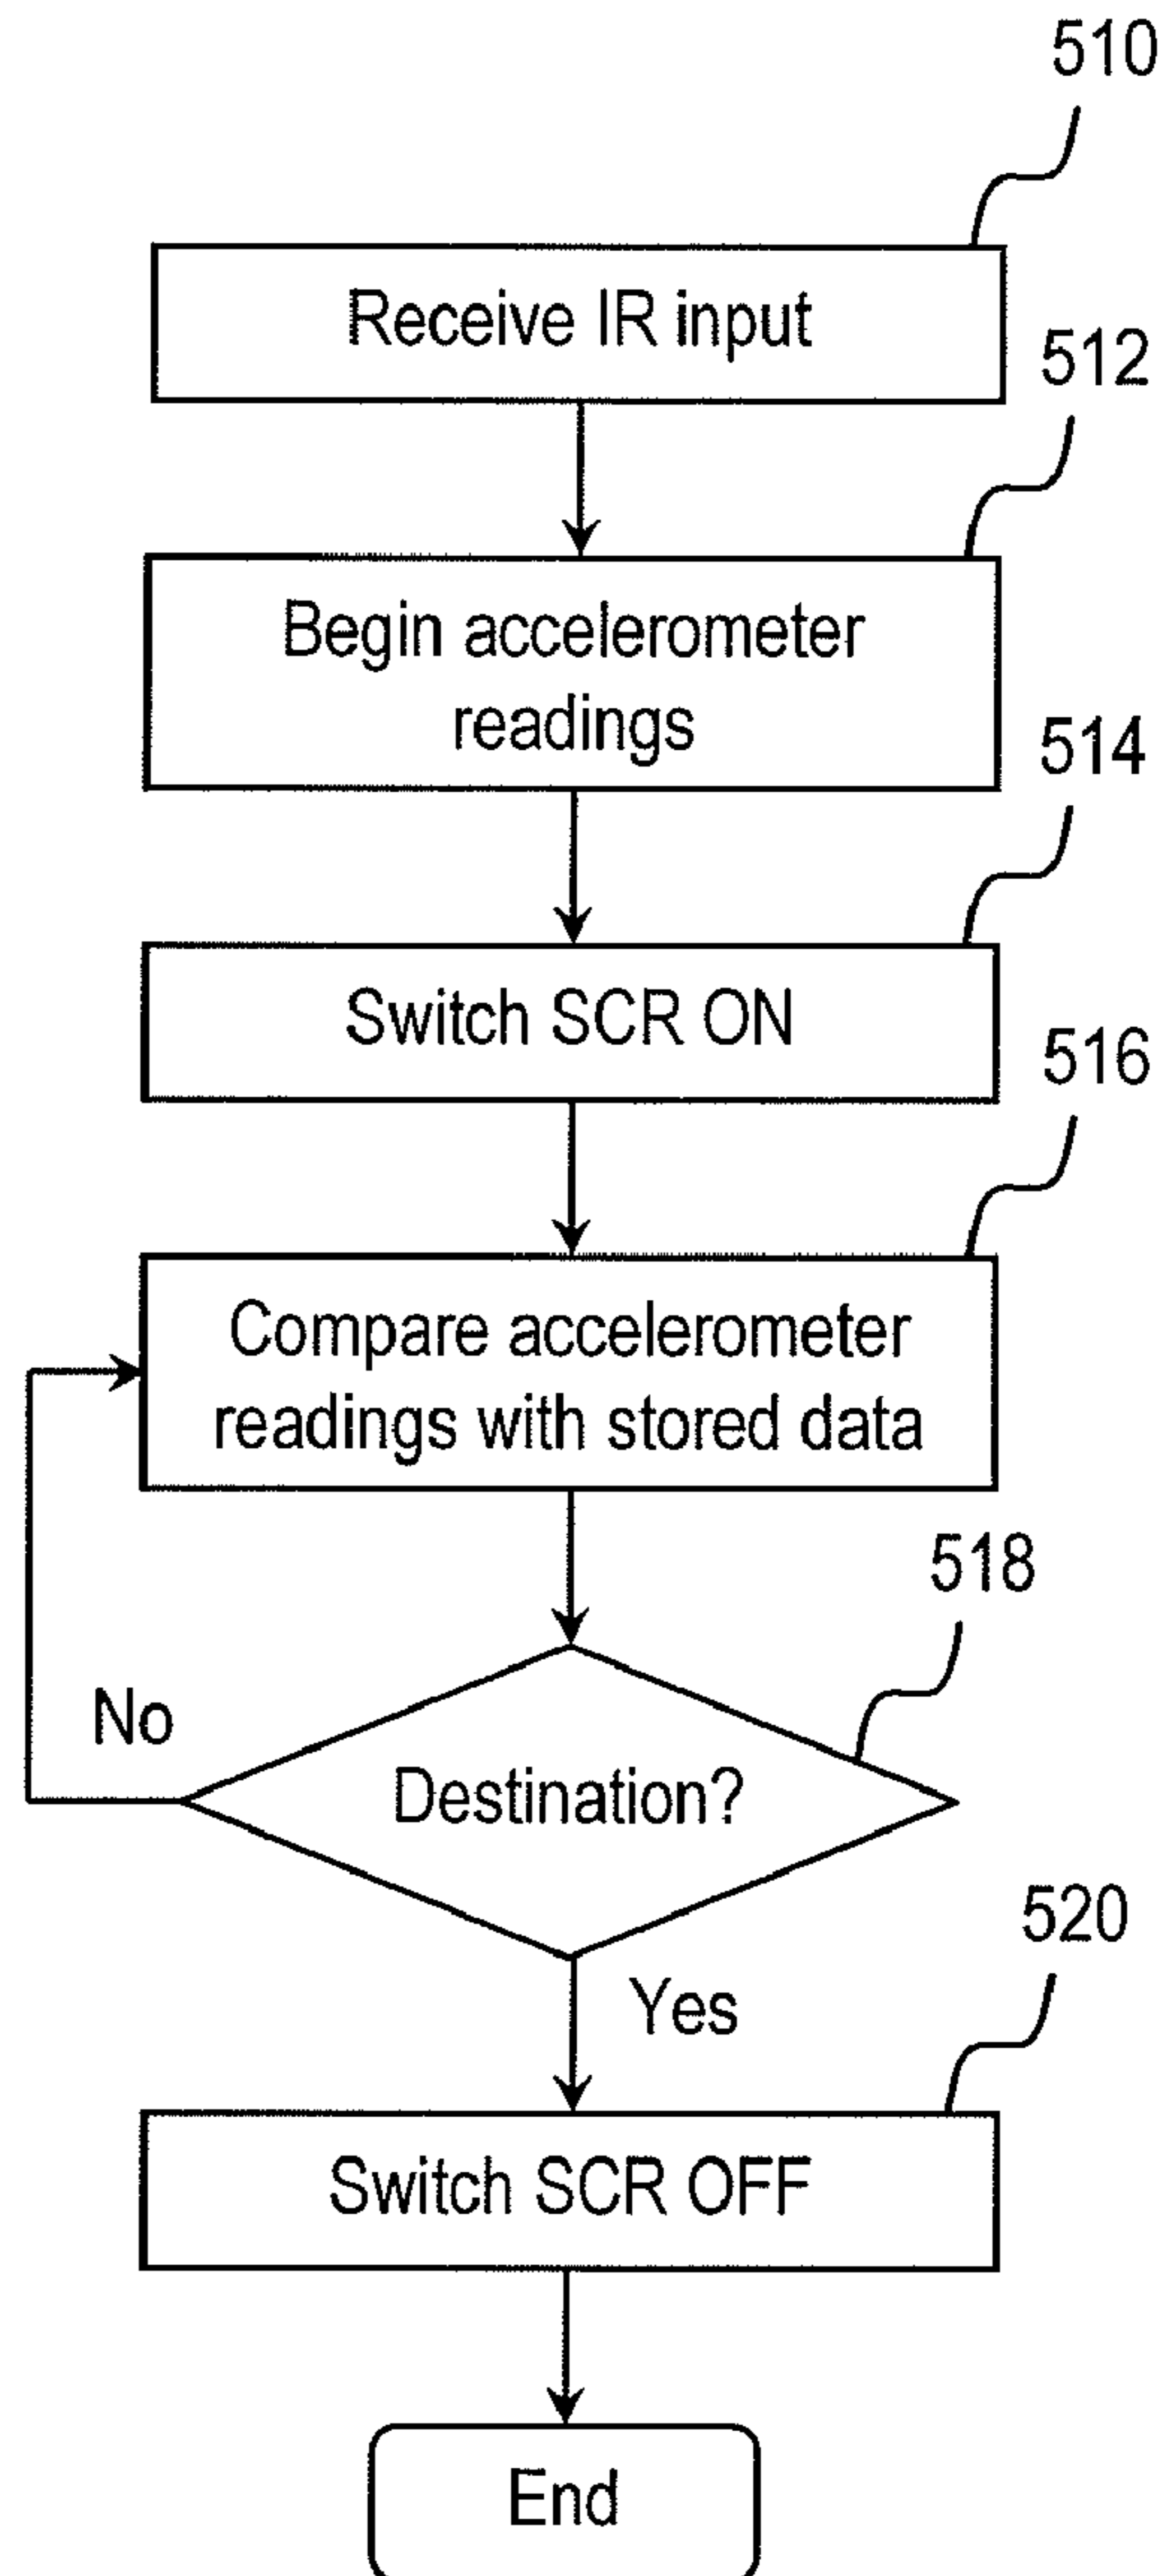 510
Receive IR input
512
Begin accelerometer
readings
514
Switch SCR ON
516
Compare accelerometer
readings with stored data
518
No
Destination?
520
Yes
Switch SCR OFF
End